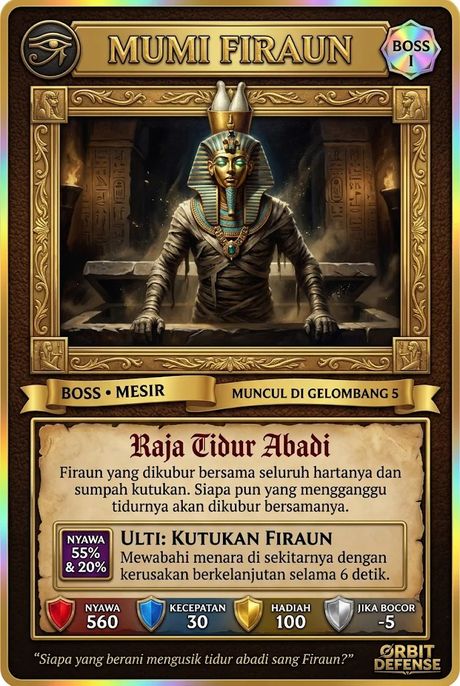 MUMI FIRAUN
BOSS
I
BOSS • MESIR
MUNCUL DI GELOMBANG 5
Raja Tidur Abadi
Firaun yang dikubur bersama seluruh hartanya dan
sumpah kutukan. Siapa pun yang mengganggu
tidurnya akan dikubur bersamanya.
NYAWA
55%
& 20%
ULTI: KUTUKAN FIRAUN
Mewabahi menara di sekitarnya dengan
kerusakan berkelanjutan selama 6 detik.
NYAWA
560
KECEPATAN
30
HADIAH
100
JIKA BOCOR
-5
"Siapa yang berani mengusik tidur abadi sang Firaun?"
ORBIT
DEFENSE